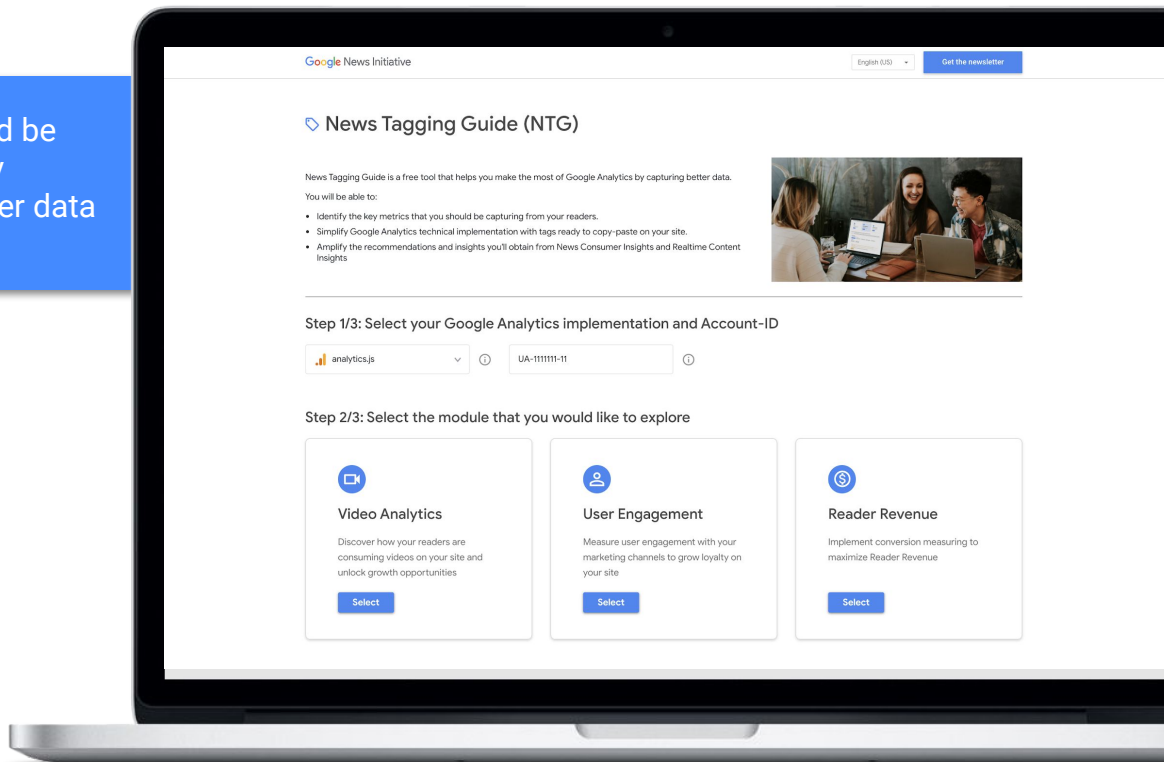 d be
er data
Google News Initiative
English (US)
Get the newsletter
News Tagging Guide (NTG)
News Tagging Guide is a free tool that helps you make the most of Google Analytics by capturing better data.
You will be able to:
• Identify the key metrics that you should be capturing from your readers.
• Simplify Google Analytics technical implementation with tags ready to copy-paste on your site.
• Amplify the recommendations and insights you'll obtain from News Consumer Insights and Realtime Content
Insights
Step 1/3: Select your Google Analytics implementation and Account-ID
analytics.js
UA-1111111-11
Step 2/3: Select the module that you would like to explore
Video Analytics
Discover how your readers are
consuming videos on your site and
unlock growth opportunities
Select
User Engagement
Measure user engagement with your
marketing channels to grow loyalty on
your site
Select
Reader Revenue
Implement conversion measuring to
maximize Reader Revenue
Select